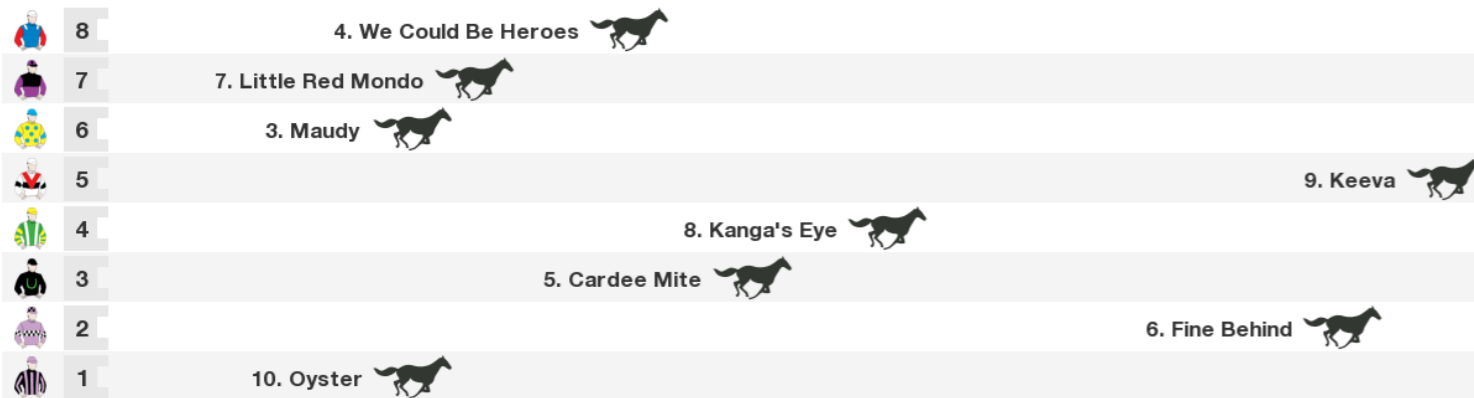 8 4. We Could Be Heroes
7 7. Little Red Mondo
6 3. Maudy
5 9. Keeva
4 8. Kanga's Eye
3 5. Cardee Mite
2 6. Fine Behind
1 10. Oyster